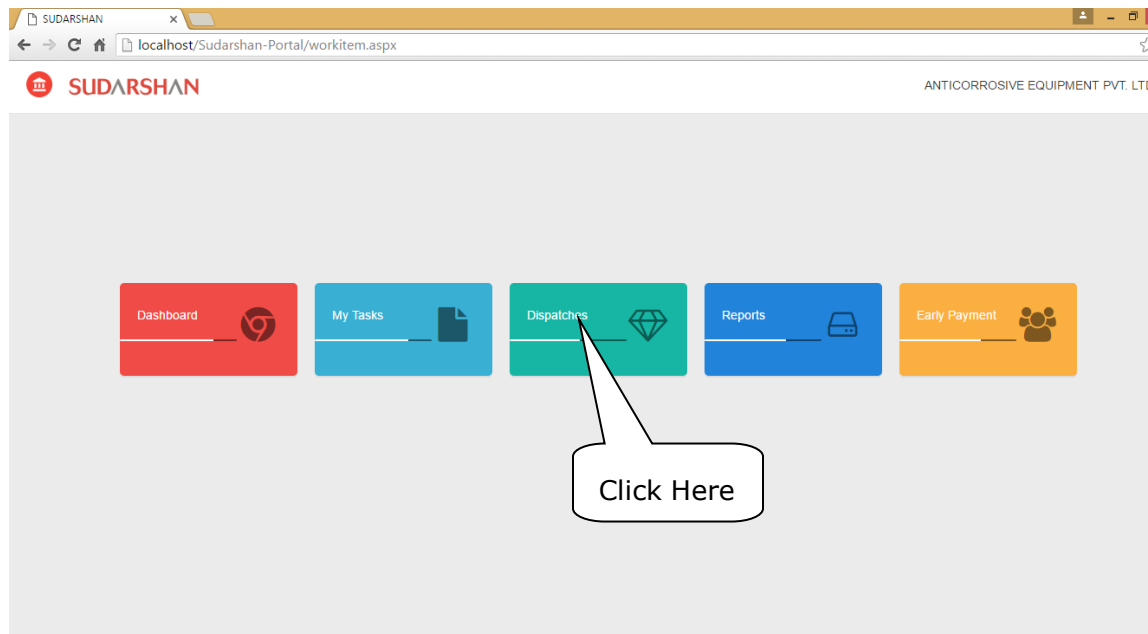 SUDARSHAN
localhost/Sudarshan-Portal/workitem.aspx
SUDARSHAN
ANTICORROSIVE EQUIPMENT PVT. LTD
Dashboard
My Tasks
Dispatches
Reports
Early Payment
Click Here